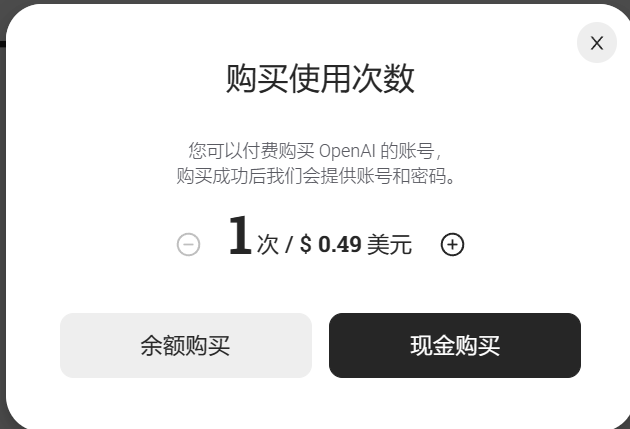 X
购买使用次数
您可以付费购买 OpenAI 的账号，
购买成功后我们会提供账号和密码。
1 次 / $ 0.49 美元
余额购买 现金购买